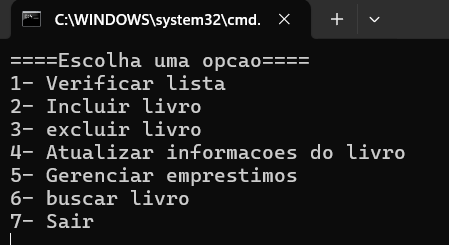 C:\WINDOWS\system32\cmd.
====Escolha uma opcao====
1- Verificar lista
2- Incluir livro
3- excluir livro
4- Atualizar informacoes do livro
5- Gerenciar emprestimos
6- buscar livro
7- Sair